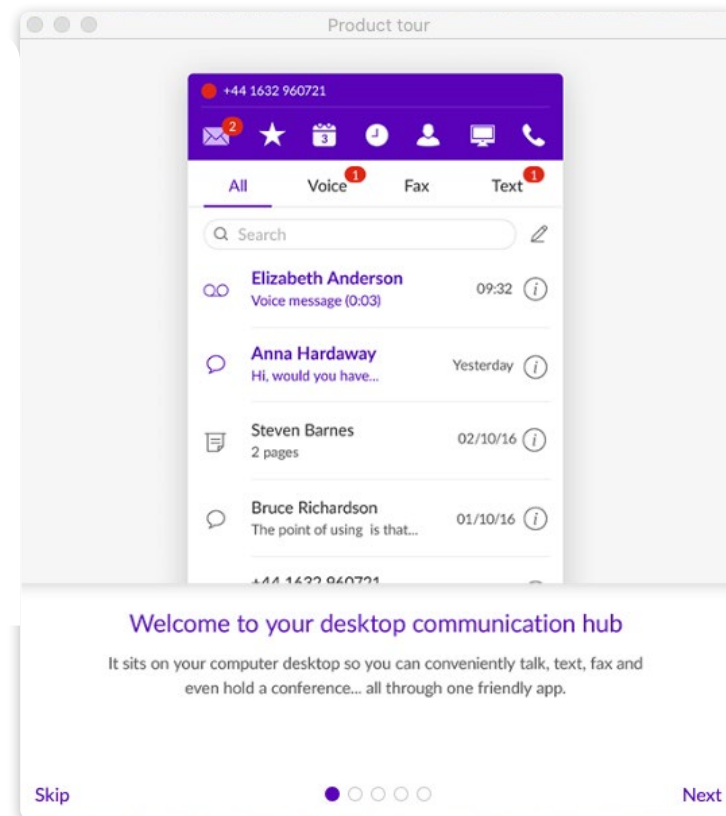 Product tour
+44 1632 960721
2
3
All Voice 1 Fax Text 1
Search
Elizabeth Anderson 09:32 i
Voice message (0:03)
Anna Hardaway Yesterday i
Hi, would you have...
Steven Barnes 02/10/16 i
2 pages
Bruce Richardson 01/10/16 i
The point of using is that...
+44 1632 960721
Welcome to your desktop communication hub
It sits on your computer desktop so you can conveniently talk, text, fax and
even hold a conference... all through one friendly app.
Skip Next